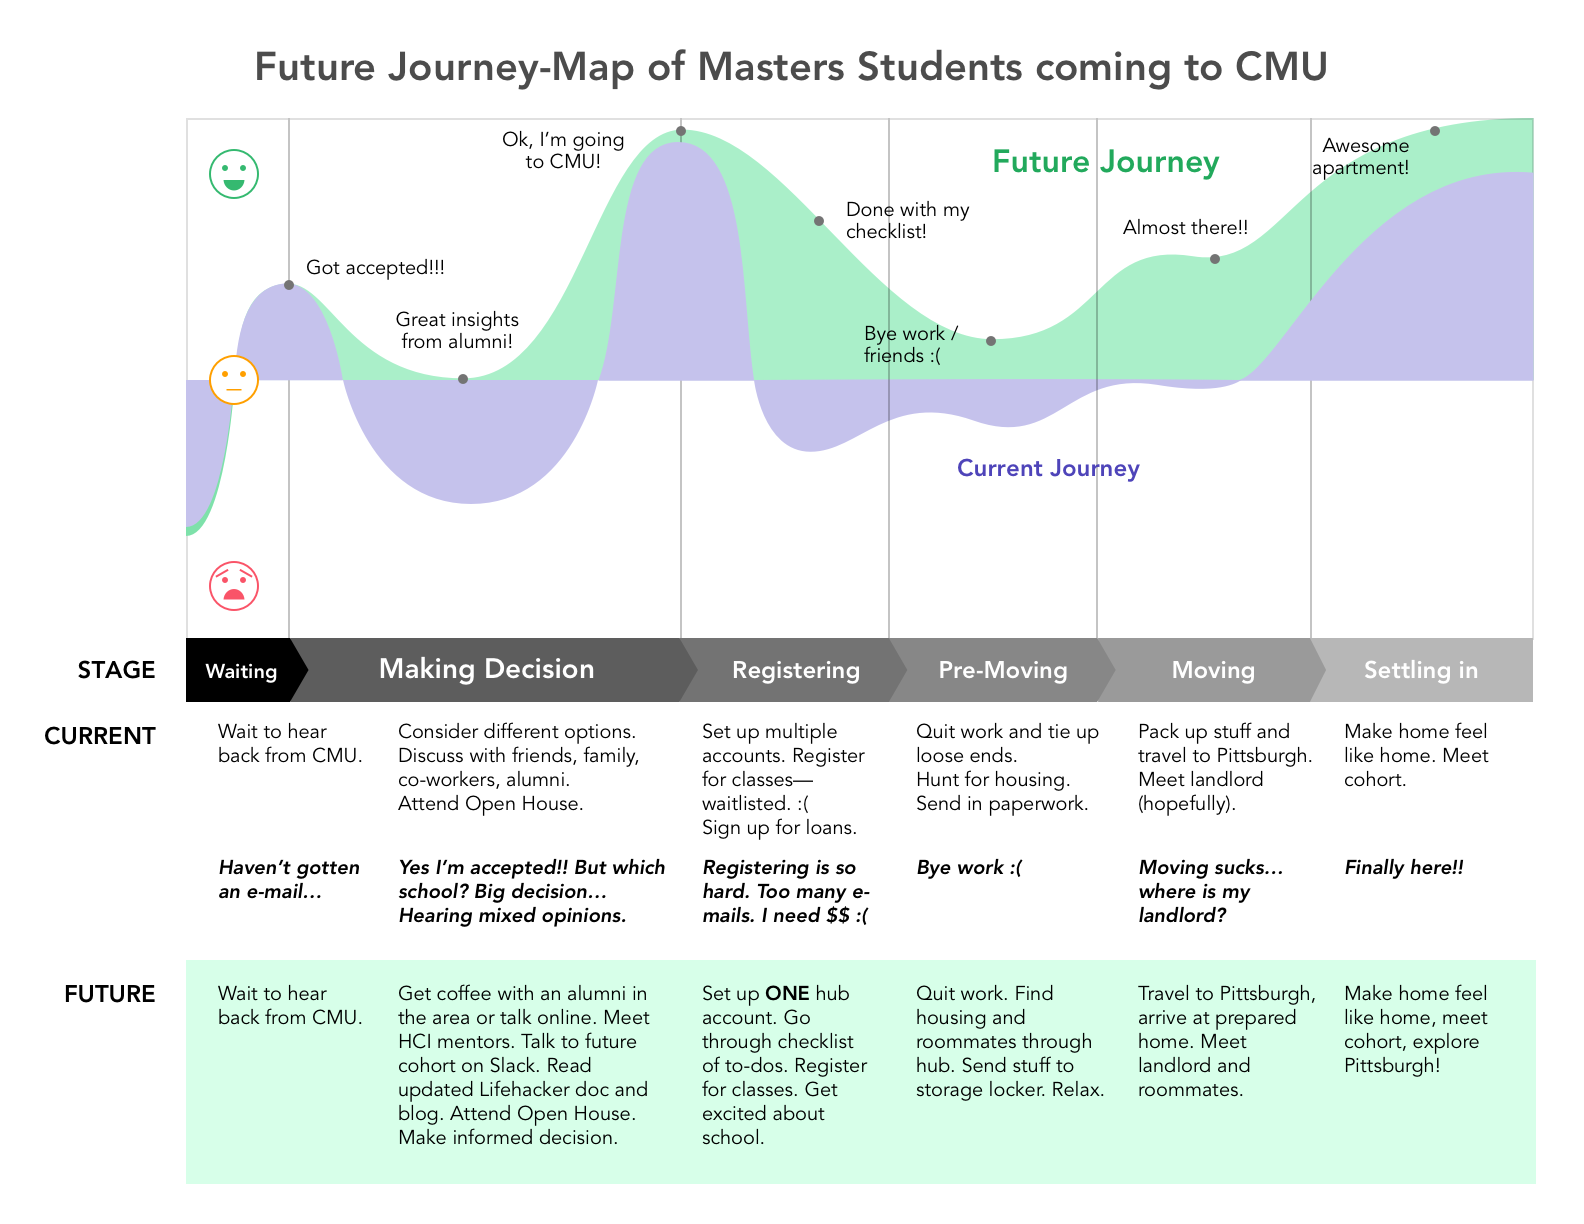 Future Journey-Map of Masters Students coming to CMU
Ok, I’m going
to CMU!
Future Journey
Awesome
apartment!
Done with my
checklist!
Almost there!!
Got accepted!!!
Great insights
from alumni!
Bye work /
friends :(
Current Journey
STAGE
Waiting
Making Decision
Registering
Pre-Moving
Moving
Settling in
CURRENT
Wait to hear
back from CMU.
Consider different options.
Discuss with friends, family,
co-workers, alumni.
Attend Open House.
Set up multiple
accounts. Register
for classes—
waitlisted. :(
Sign up for loans.
Quit work and tie up
loose ends.
Hunt for housing.
Send in paperwork.
Pack up stuff and
travel to Pittsburgh.
Meet landlord
(hopefully).
Make home feel
like home. Meet
cohort.
Haven’t gotten
an e-mail…
Yes I’m accepted!! But which
school? Big decision…
Hearing mixed opinions.
Registering is so
hard. Too many e-
mails. I need $$ :(
Bye work :(
Moving sucks…
where is my
landlord?
Finally here!!
FUTURE
Wait to hear
back from CMU.
Get coffee with an alumni in
the area or talk online. Meet
HCI mentors. Talk to future
cohort on Slack. Read
updated Lifehacker doc and
blog. Attend Open House.
Make informed decision.
Set up ONE hub
account. Go
through checklist
of to-dos. Register
for classes. Get
excited about
school.
Quit work. Find
housing and
roommates through
hub. Send stuff to
storage locker. Relax.
Travel to Pittsburgh,
arrive at prepared
home. Meet
landlord and
roommates.
Make home feel
like home, meet
cohort, explore
Pittsburgh!